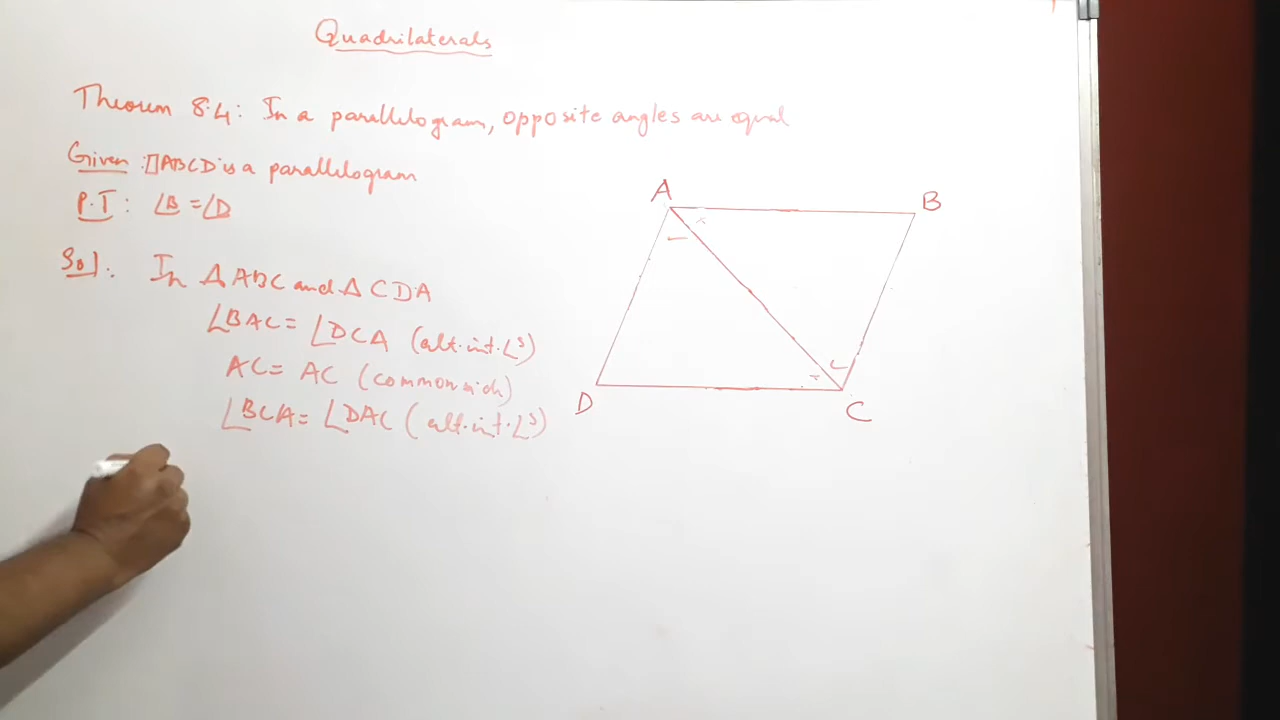 Quadrilaterals
Theorem 8.4: In a parallelogram, opposite angles are equal
Given: □ABCD is a parallelogram
P.T: ∠B = ∠D
Sol. In Δ ABC and Δ CDA
∠BAC = ∠DCA (alt. int. ∠s)
AC = AC (common side)
∠BCA = ∠DAC (alt. int. ∠s)
A
B
D
C